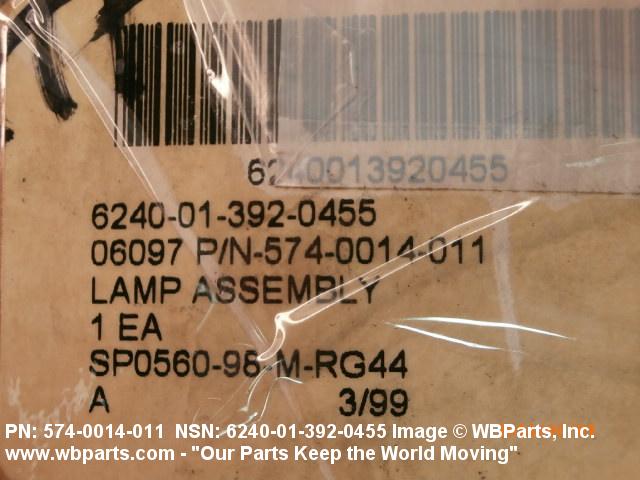 6240013920455
6240-01-392-0455
06097 P/N-574-0014-011
LAMP ASSEMBLY
1 EA
SP0560-98-M-RG44
A 3/99
PN: 574-0014-011 NSN: 6240-01-392-0455 Image © WBParts, Inc.
www.wbparts.com - "Our Parts Keep the World Moving"